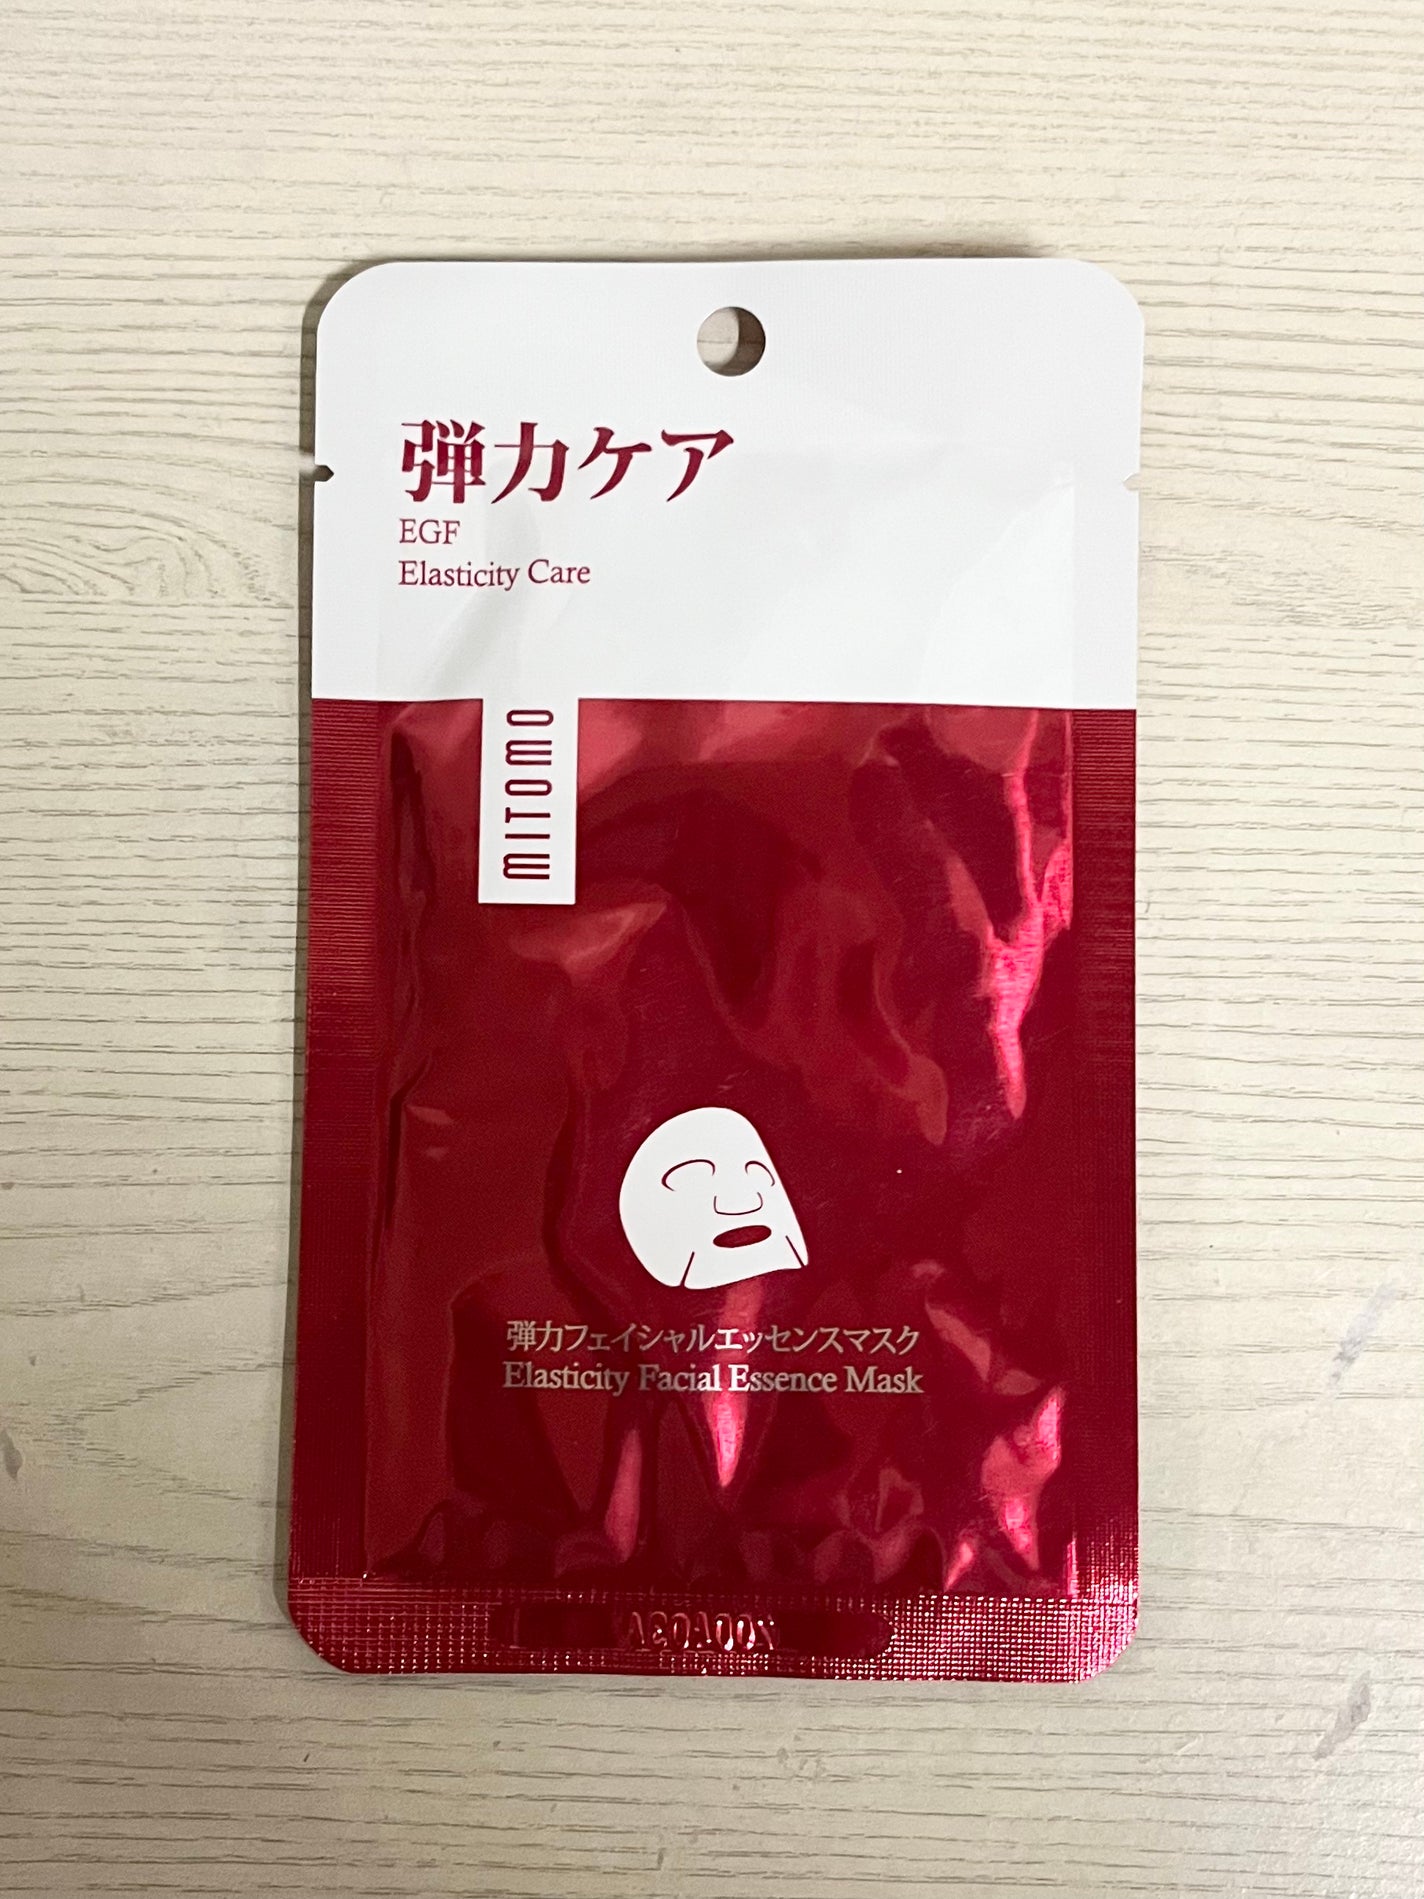 弾力ケア
EGF
Elasticity Care
MITOMO
弾力フェイシャルエッセンスマスク
Elasticity Facial Essence Mask